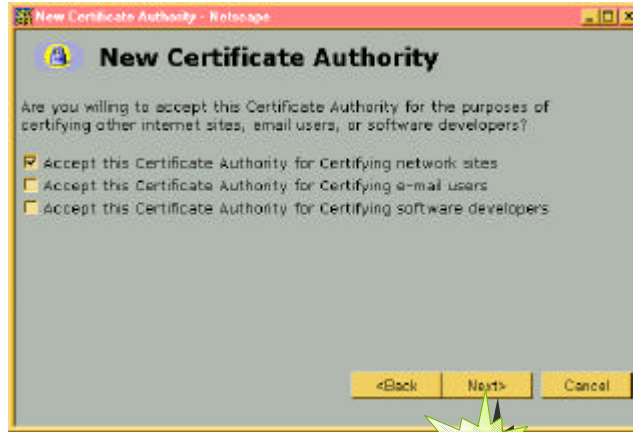 New Certificate Authority - Netscape
New Certificate Authority
Are you willing to accept this Certificate Authority for the purposes of
certifying other internet sites, email users, or software developers?
Accept this Certificate Authority for Certifying network sites
Accept this Certificate Authority for Certifying e-mail users
Accept this Certificate Authority for Certifying software developers
<Back Next> Cancel